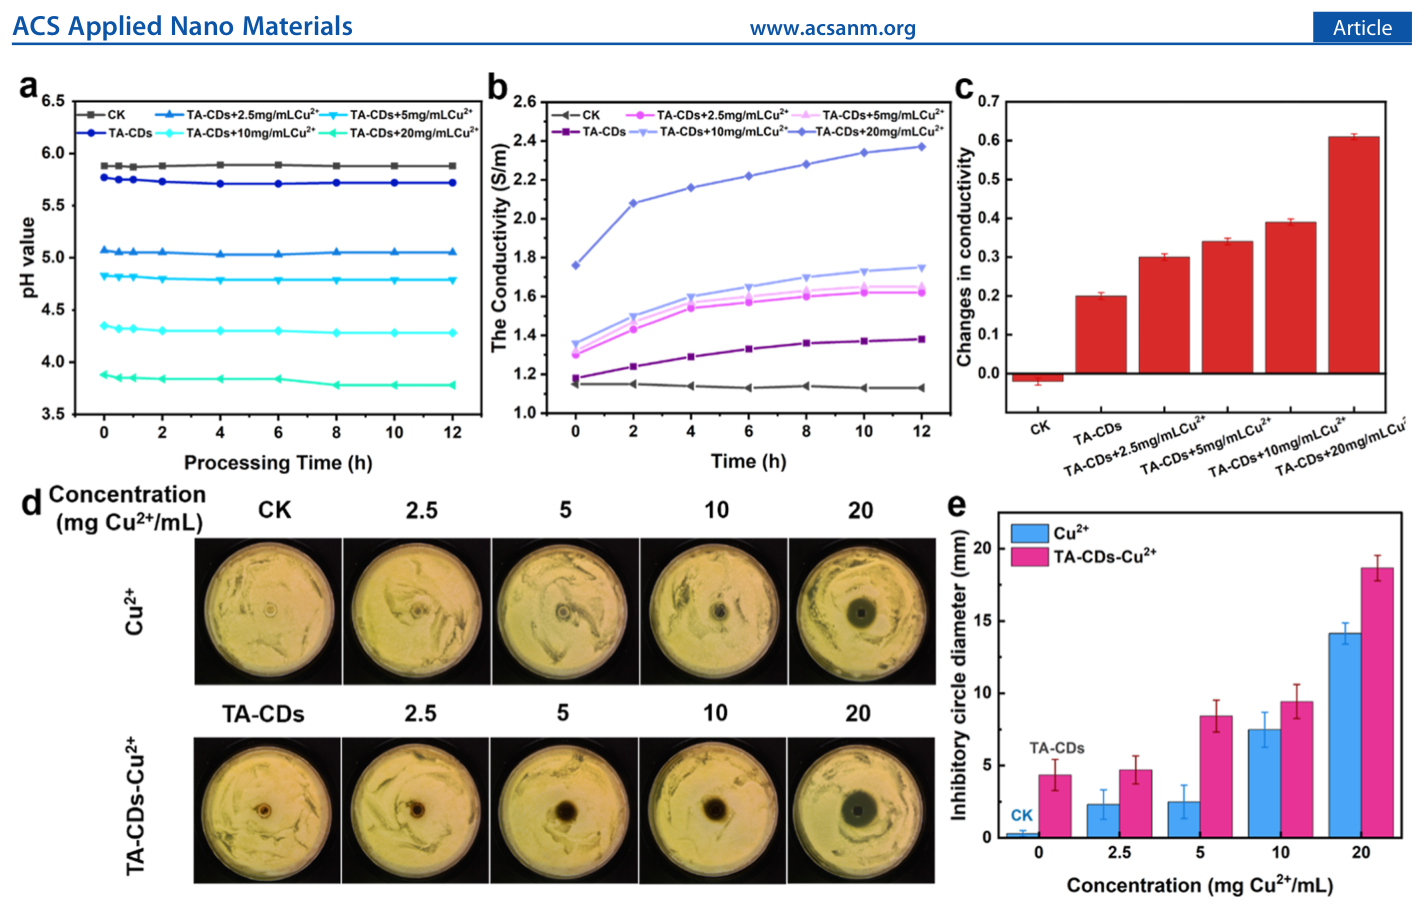 ACS Applied Nano Materials www.acsanm.org Article
a
6.5
6.0
5.5
5.0
4.5
4.0
3.5
pH value
CK TA-CDs+2.5mg/mLCu²⁺ TA-CDs+5mg/mLCu²⁺
TA-CDs TA-CDs+10mg/mLCu²⁺ TA-CDs+20mg/mLCu²⁺
0 2 4 6 8 10 12
Processing Time (h)
b
2.6
2.4
2.2
2.0
1.8
1.6
1.4
1.2
1.0
The Conductivity (S/m)
CK TA-CDs+2.5mg/mLCu²⁺ TA-CDs+5mg/mLCu²⁺
TA-CDs TA-CDs+10mg/mLCu²⁺ TA-CDs+20mg/mLCu²⁺
0 2 4 6 8 10 12
Time (h)
c
0.7
0.6
0.5
0.4
0.3
0.2
0.1
0.0
Changes in conductivity
CK
TA-CDs
TA-CDs+2.5mg/mLCu²⁺
TA-CDs+5mg/mLCu²⁺
TA-CDs+10mg/mLCu²⁺
TA-CDs+20mg/mLCu²
d
Concentration
(mg Cu²⁺/mL)
CK 2.5 5 10 20
Cu²⁺
TA-CDs 2.5 5 10 20
TA-CDs-Cu²⁺
e
20
15
10
5
0
Inhibitory circle diameter (mm)
Cu²⁺
TA-CDs-Cu²⁺
TA-CDs
CK
0 2.5 5 10 20
Concentration (mg Cu²⁺/mL)